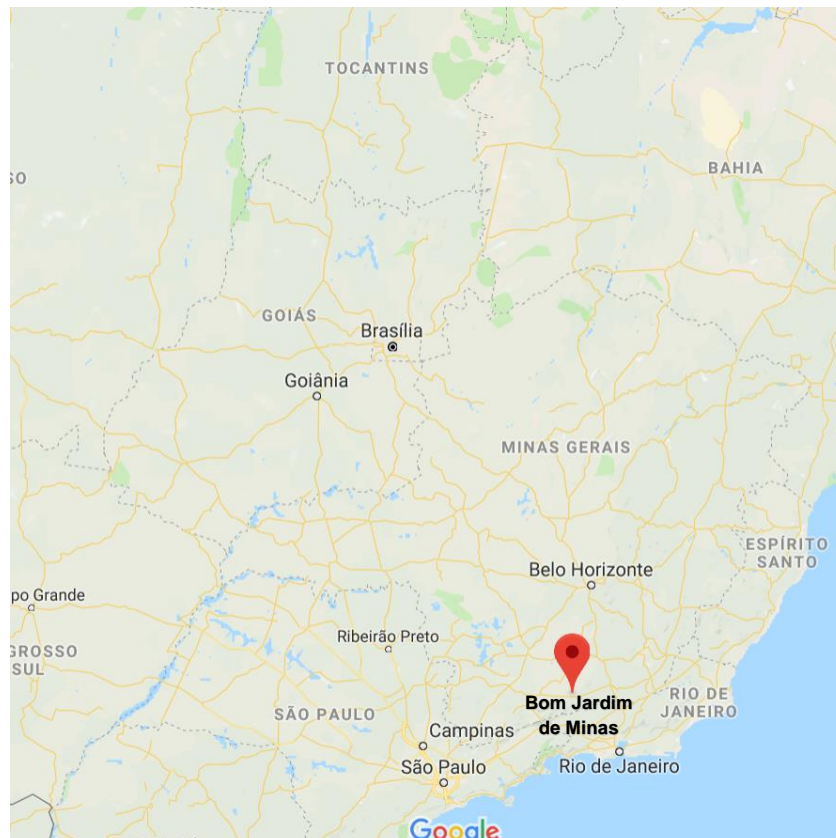 TOCANTINS
SO
BAHIA
GOIÁS
Brasília
Goiânia
MINAS GERAIS
ESPÍRITO
SANTO
Belo Horizonte
po Grande
Ribeirão Preto
GROSSO
SUL
Bom Jardim
de Minas
RIO DE
JANEIRO
SÃO PAULO
Campinas
São Paulo
Rio de Janeiro
Google